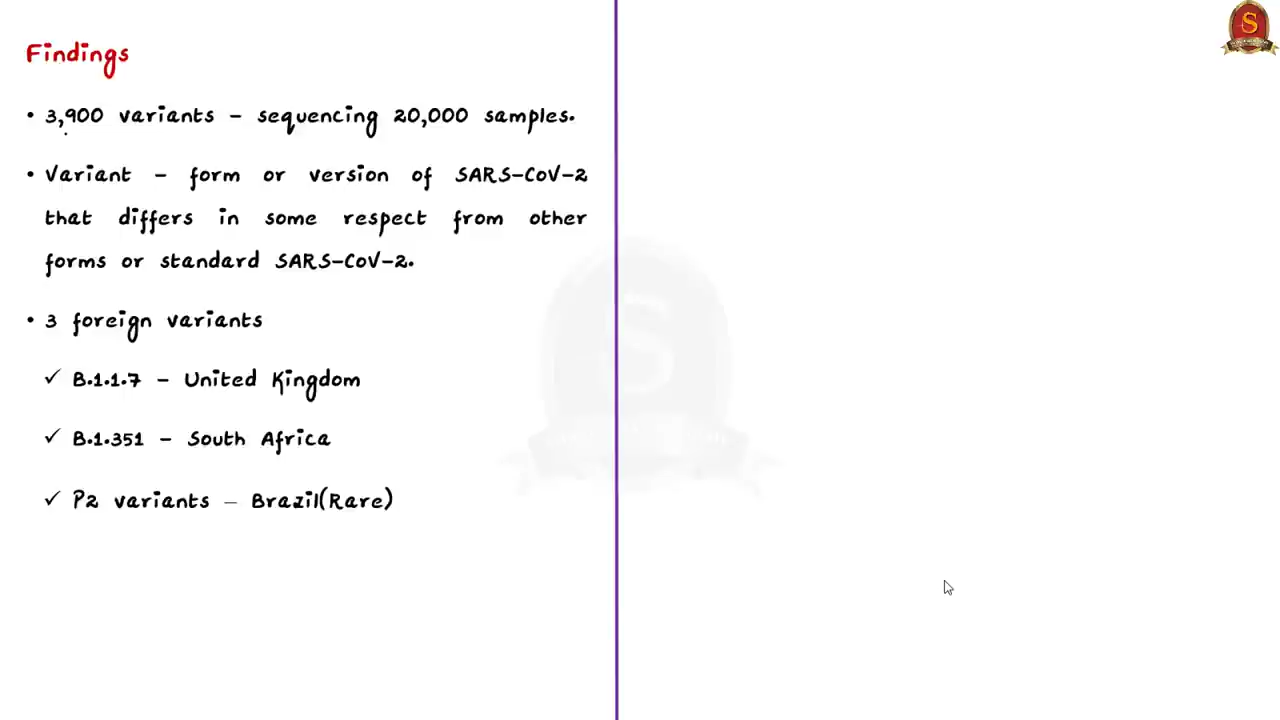 Findings
• 3,900 variants – sequencing 20,000 samples.
• Variant – form or version of SARS-CoV-2
that differs in some respect from other
forms or standard SARS-CoV-2.
• 3 foreign variants
✓ B.1.1.7 – United Kingdom
✓ B.1.351 – South Africa
✓ P2 variants – Brazil(Rare)
S
S